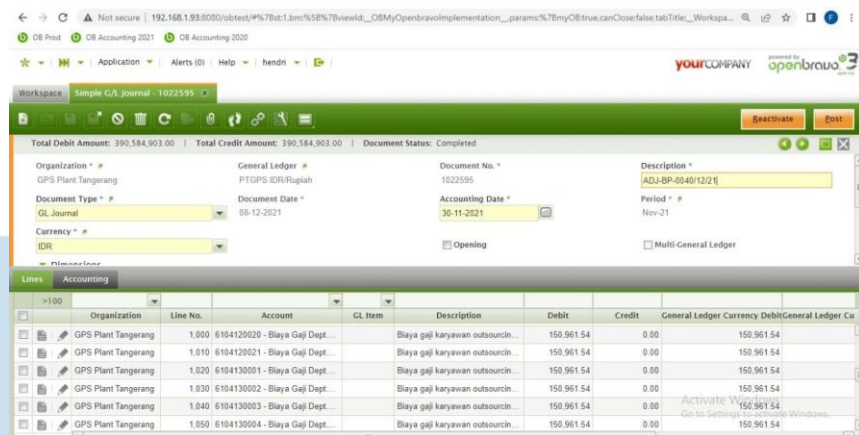 Not secure | 192.168.1.93:8080/obtest/#%7Bst:1,bm:%5B%7BviewId:__OBMyOpenbravoImplementation__,params:%7BmyOB:true,canClose:false,tabTitle:__Workspa...
OB Prod OB Accounting 2021 OB Accounting 2020
Application Alerts (0) | Help hendri
yourCOMPANY powered by openbravo 3
Workspace Simple G/L Journal - 1022595
Reactivate Post
Total Debit Amount: 390,584,903.00 | Total Credit Amount: 390,584,903.00 | Document Status: Completed
Organization * General Ledger Document No. * Description *
GPS Plant Tangerang PTGPS IDR/Rupiah 1022595 ADJ-BP-0040/12/21
Document Type * Document Date * Accounting Date * Period *
GL Journal 08-12-2021 30-11-2021 Nov-21
Currency *
IDR Opening Multi-General Ledger
Dimensions
Lines Accounting
>100
Organization Line No. Account GL Item Description Debit Credit General Ledger Currency Debit General Ledger Cu
GPS Plant Tangerang 1,000 6104120020 - Biaya Gaji Dept.... Biaya gaji karyawan outsourcin... 150,961.54 0.00 150,961.54
GPS Plant Tangerang 1,010 6104120021 - Biaya Gaji Dept.... Biaya gaji karyawan outsourcin... 150,961.54 0.00 150,961.54
GPS Plant Tangerang 1,020 6104130001 - Biaya Gaji Dept.... Biaya gaji karyawan outsourcin... 150,961.54 0.00 150,961.54
GPS Plant Tangerang 1,030 6104130002 - Biaya Gaji Dept.... Biaya gaji karyawan outsourcin... 150,961.54 0.00 150,961.54
GPS Plant Tangerang 1,040 6104130003 - Biaya Gaji Dept.... Biaya gaji karyawan outsourcin... 150,961.54 0.00 150,961.54
GPS Plant Tangerang 1,050 6104130004 - Biaya Gaji Dept.... Biaya gaji karyawan outsourcin... 150,961.54 0.00 150,961.54
Activate Windows
Go to Settings to activate Windows.